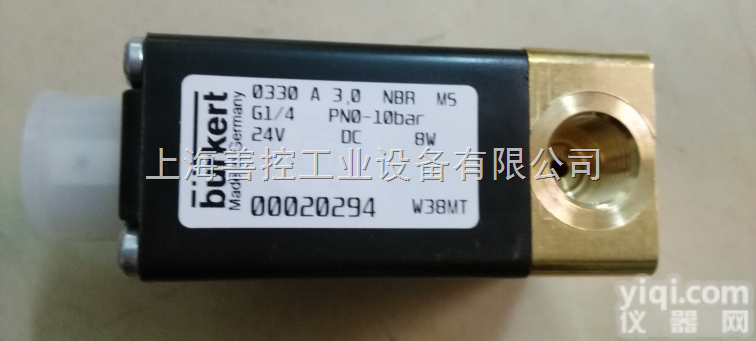 bürkert
Made in Germany
0330 A 3,0 NBR MS
G1/4 PN0-10bar
24V DC 8W
上海善控工业设备有限公司
00020294 W38MT
yiqi.com
仪器网